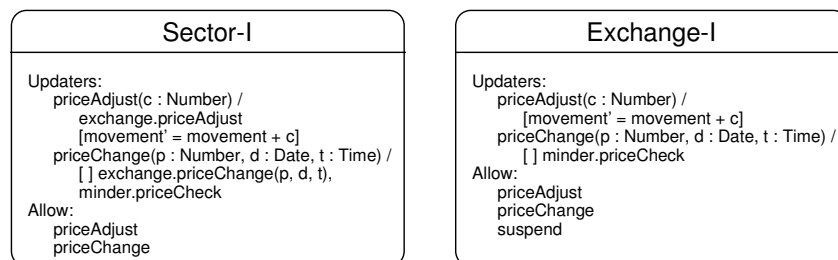 Sector-I
Updaters:
priceAdjust(c : Number) /
exchange.priceAdjust
[movement' = movement + c]
priceChange(p : Number, d : Date, t : Time) /
[ ] exchange.priceChange(p, d, t),
minder.priceCheck
Allow:
priceAdjust
priceChange
Exchange-I
Updaters:
priceAdjust(c : Number) /
[movement' = movement + c]
priceChange(p : Number, d : Date, t : Time) /
[ ] minder.priceCheck
Allow:
priceAdjust
priceChange
suspend